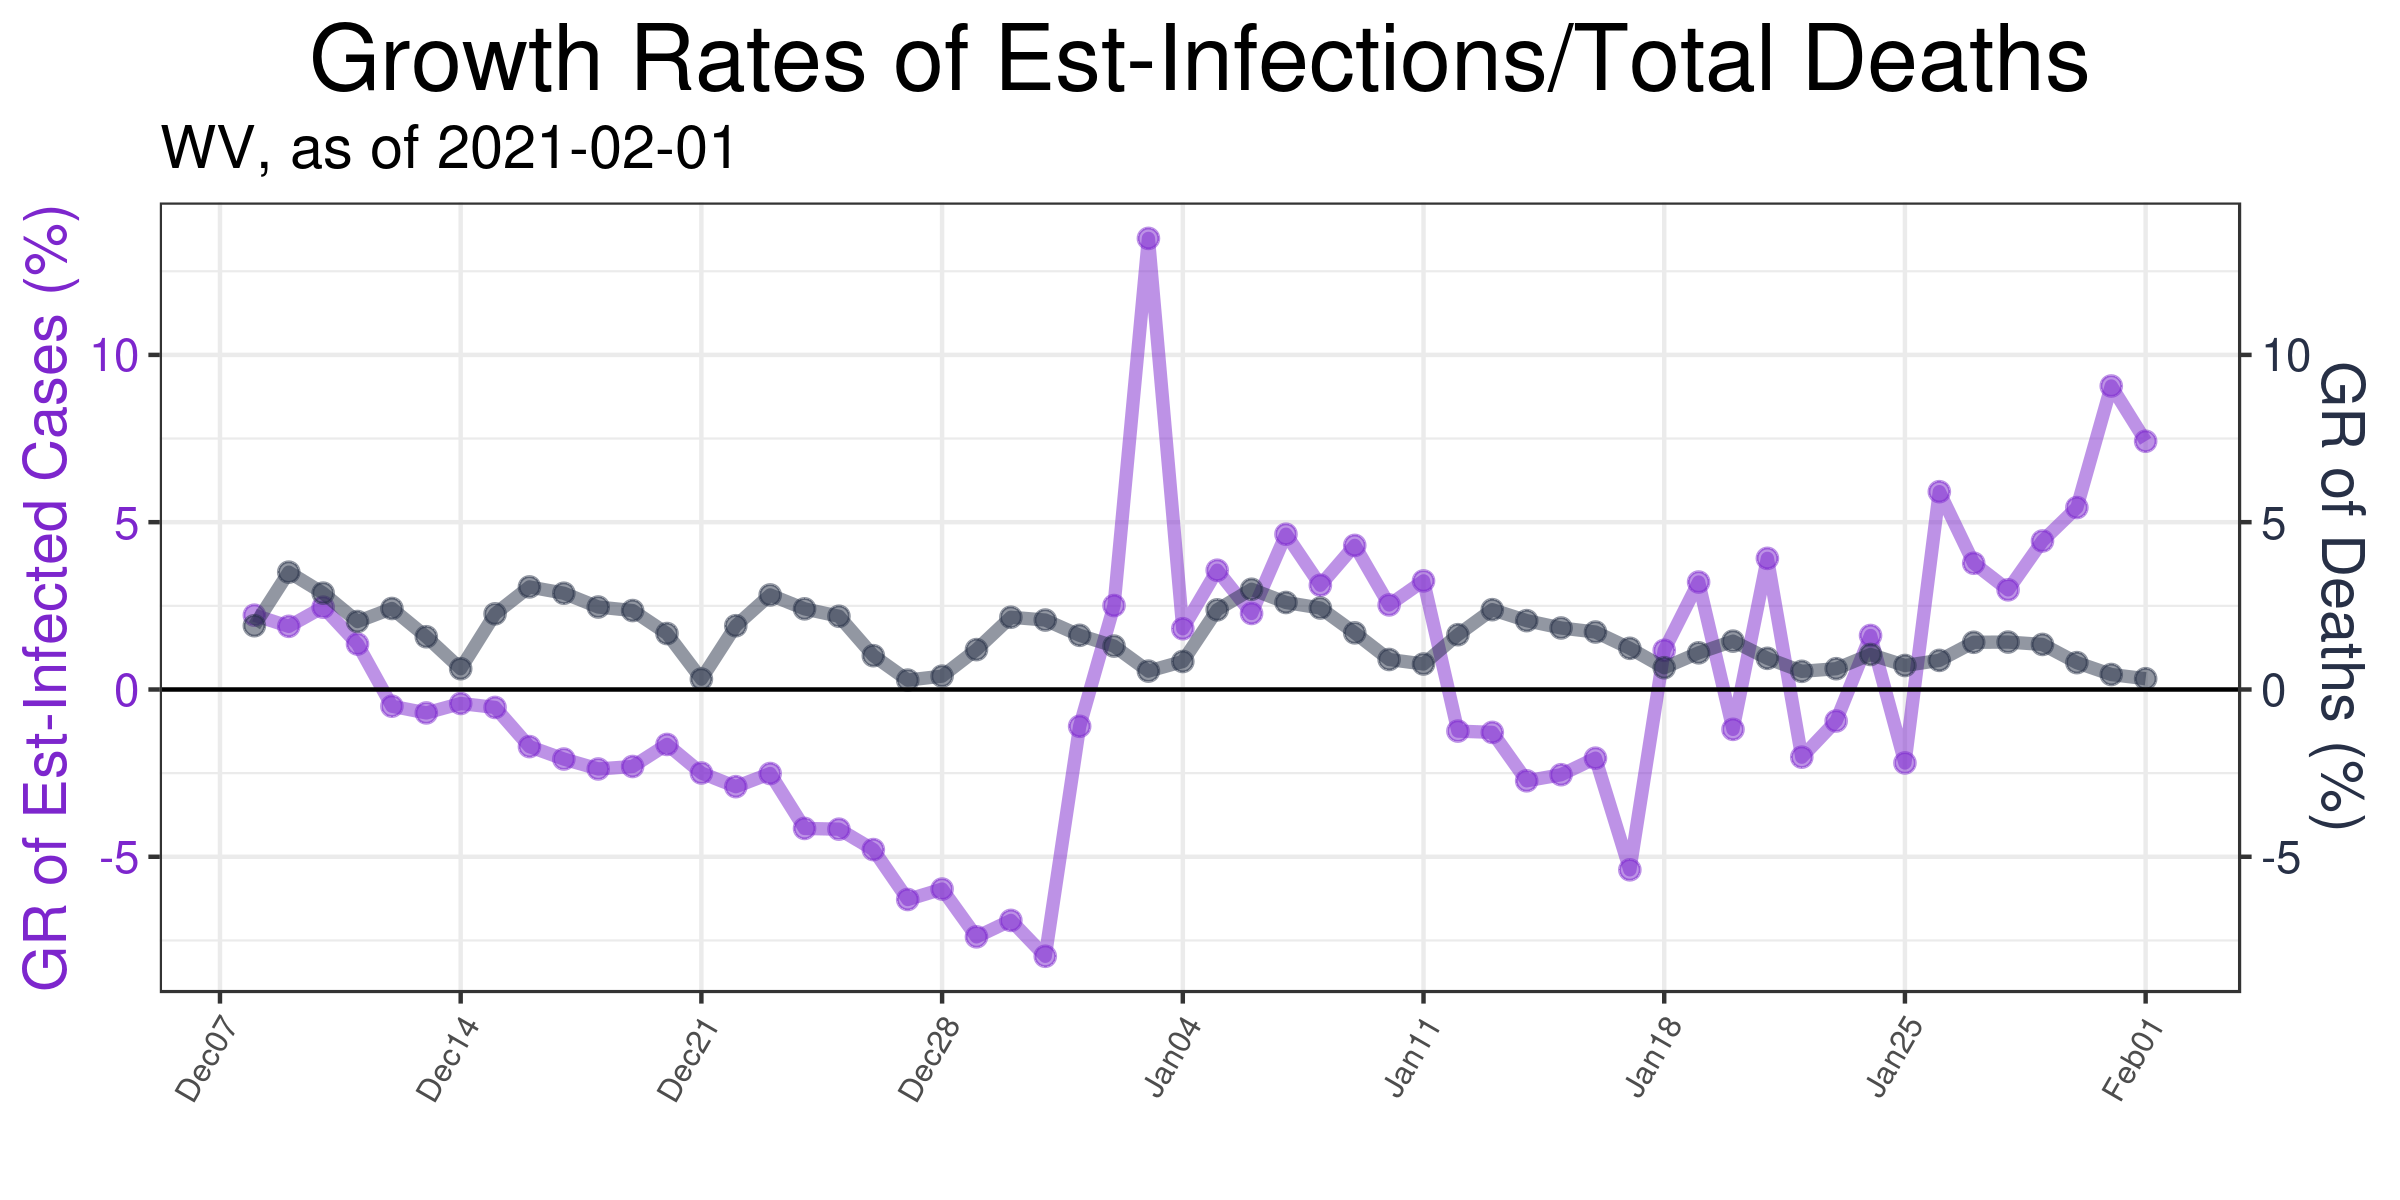 Growth Rates of Est-Infections/Total Deaths
WV, as of 2021-02-01
GR of Est-Infected Cases (%)
10
5
0
-5
10
5
0
-5
GR of Deaths (%)
Dec07
Dec14
Dec21
Dec28
Jan04
Jan11
Jan18
Jan25
Feb01